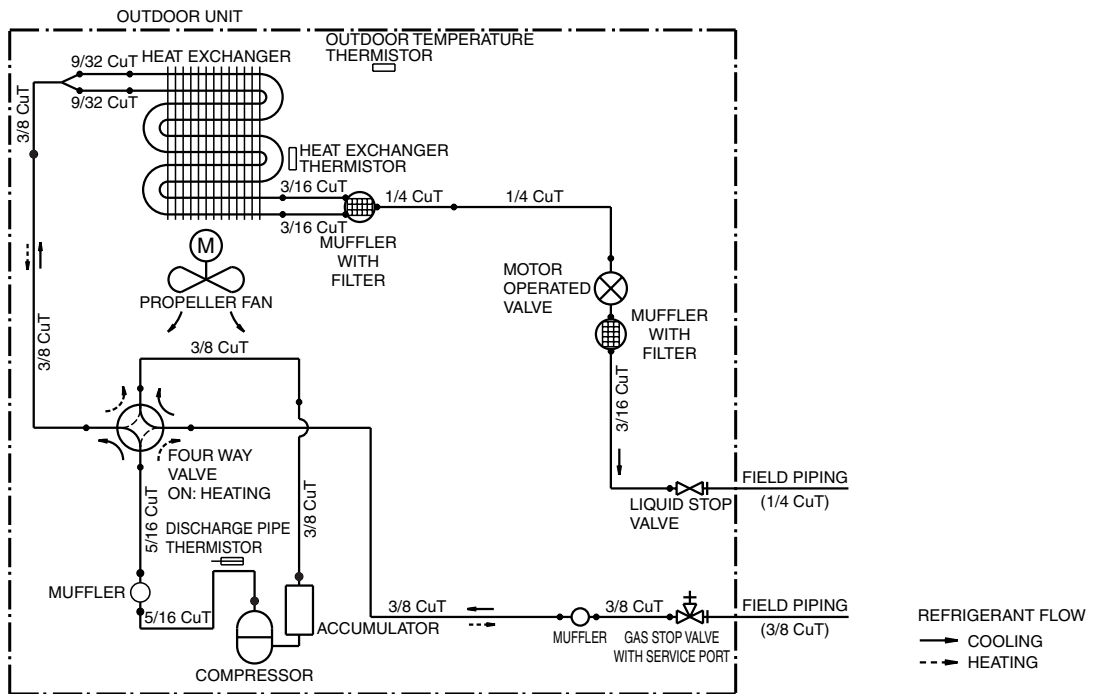 OUTDOOR UNIT
OUTDOOR TEMPERATURE
THERMISTOR
9/32 CuT
HEAT EXCHANGER
9/32 CuT
3/8 CuT
HEAT EXCHANGER
THERMISTOR
3/16 CuT
1/4 CuT
1/4 CuT
3/16 CuT
MUFFLER
WITH
FILTER
M
PROPELLER FAN
MOTOR
OPERATED
VALVE
MUFFLER
WITH
FILTER
3/8 CuT
3/8 CuT
3/16 CuT
FOUR WAY
VALVE
ON: HEATING
5/16 CuT
3/8 CuT
DISCHARGE PIPE
THERMISTOR
FIELD PIPING
(1/4 CuT)
LIQUID STOP
VALVE
MUFFLER
5/16 CuT
ACCUMULATOR
COMPRESSOR
3/8 CuT
3/8 CuT
FIELD PIPING
(3/8 CuT)
MUFFLER
GAS STOP VALVE
WITH SERVICE PORT
REFRIGERANT FLOW
COOLING
HEATING